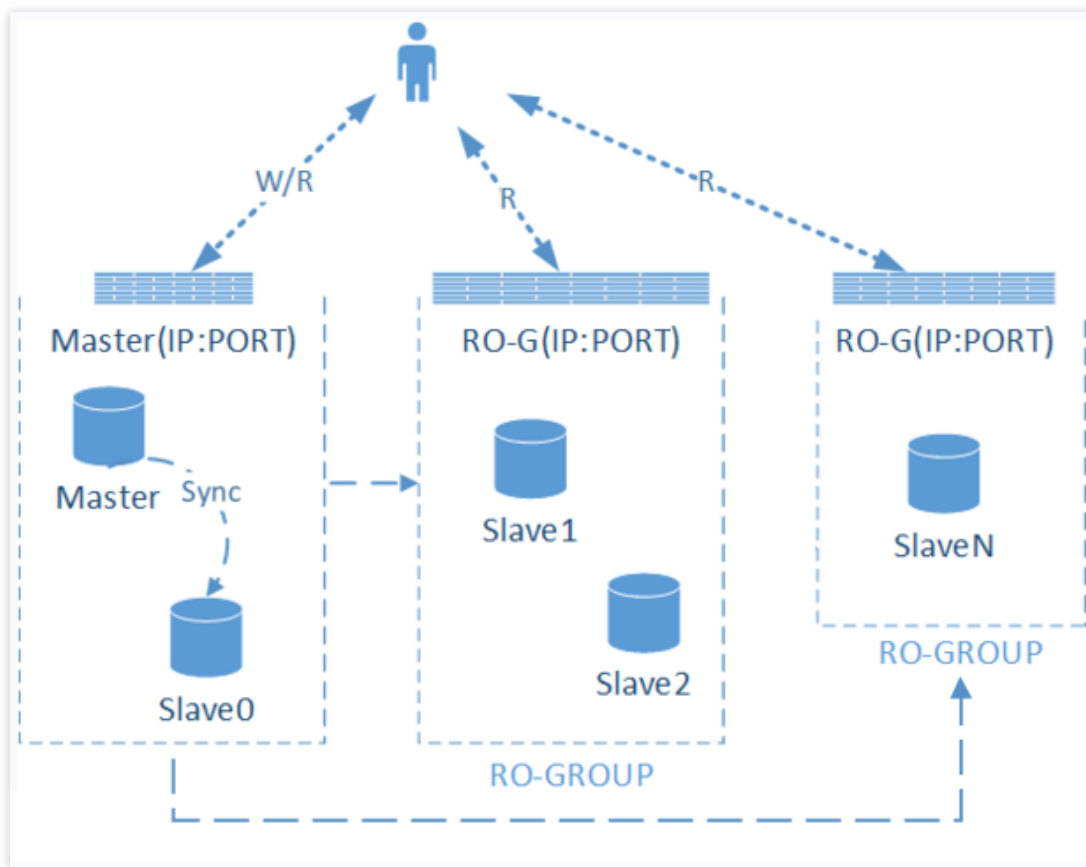 W/R
R
R
Master(IP:PORT)
RO-G(IP:PORT)
RO-G(IP:PORT)
Master
Sync
Slave0
Slave1
Slave2
SlaveN
RO-GROUP
RO-GROUP